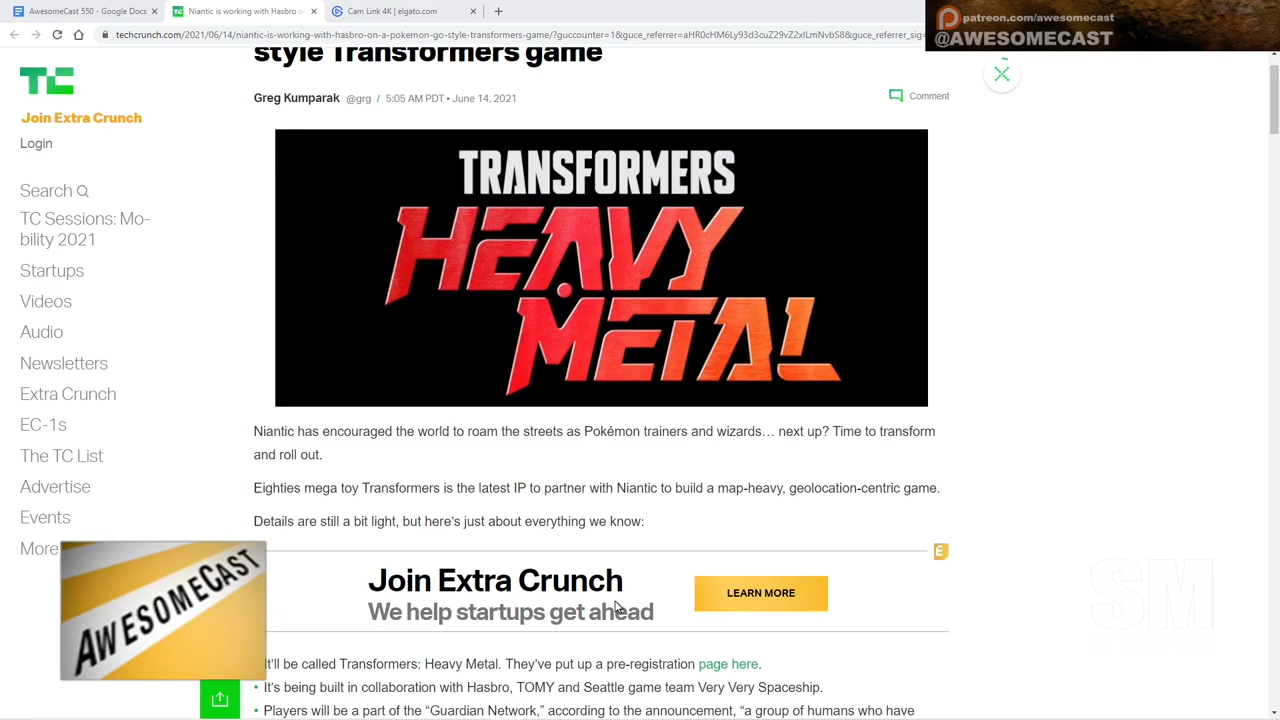 AwesomeCast 550 - Google Docs
Niantic is working with Hasbro o
Cam Link 4K | elgato.com
techcrunch.com/2021/06/14/niantic-is-working-with-hasbro-on-a-pokemon-go-style-transformers-game/?guccounter=1&guce_referrer=aHR0cHM6Ly93d3cuZ29vZ2xlLmNvbS8&guce_referrer_sig=
patreon.com/awesomecast
@AWESOMECAST
style Transformers game
TC
Join Extra Crunch
Login
Search
TC Sessions: Mo-
bility 2021
Startups
Videos
Audio
Newsletters
Extra Crunch
EC-1s
The TC List
Advertise
Events
More
Greg Kumparak @grg / 5:05 AM PDT • June 14, 2021
Comment
TRANSFORMERS
HEAVY
METAL
Niantic has encouraged the world to roam the streets as Pokémon trainers and wizards… next up? Time to transform
and roll out.
Eighties mega toy Transformers is the latest IP to partner with Niantic to build a map-heavy, geolocation-centric game.
Details are still a bit light, but here's just about everything we know:
E
Join Extra Crunch
We help startups get ahead
LEARN MORE
AWESOMECAST
SM
It'll be called Transformers: Heavy Metal. They've put up a pre-registration page here.
• It's being built in collaboration with Hasbro, TOMY and Seattle game team Very Very Spaceship.
• Players will be a part of the “Guardian Network,” according to the announcement, “a group of humans who have